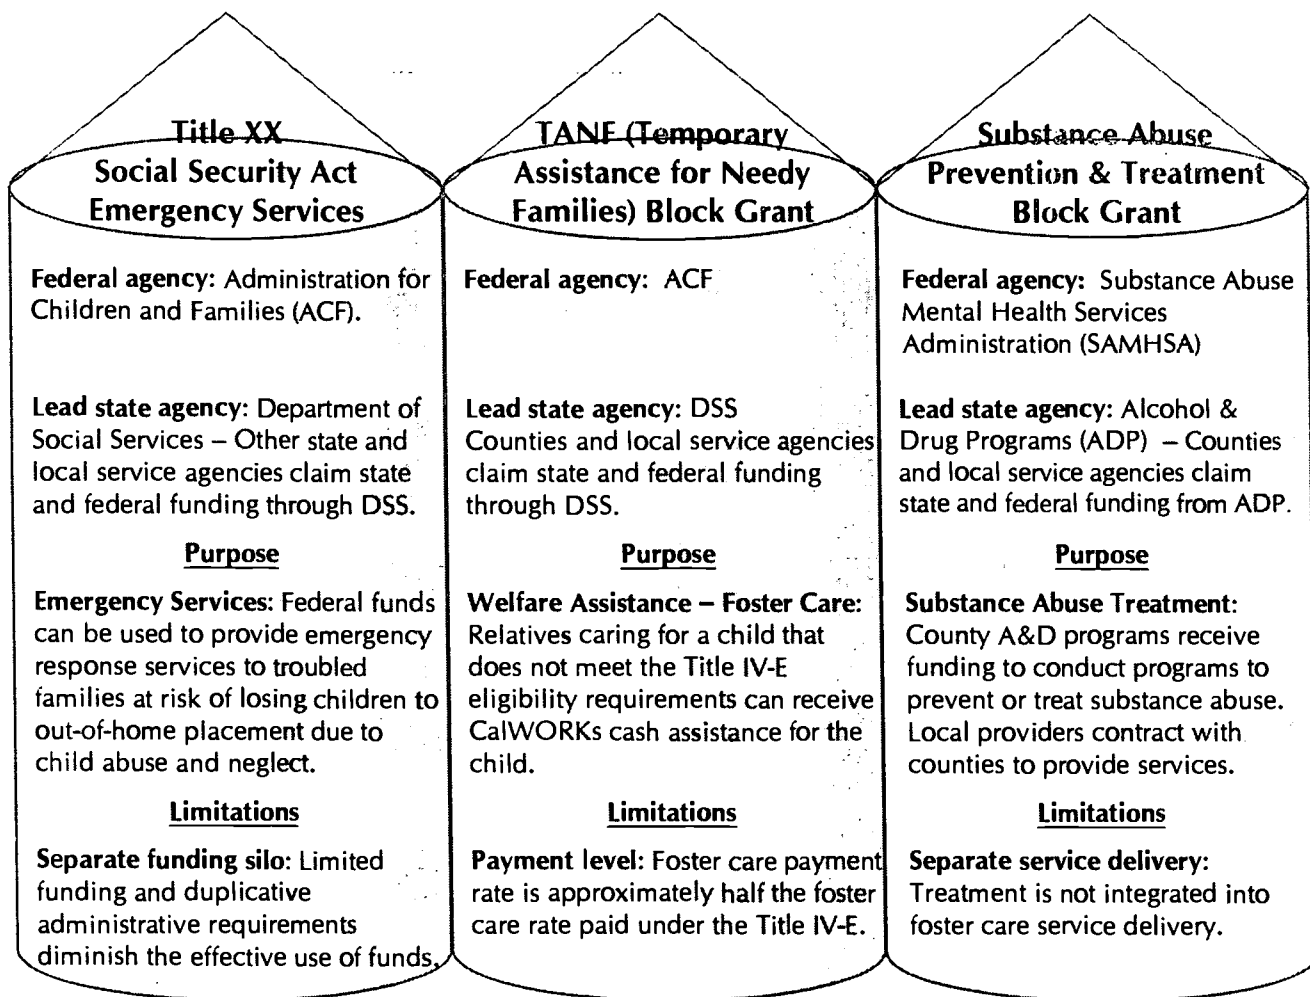 Title XX
Social Security Act
Emergency Services
Federal agency: Administration for
Children and Families (ACF).
Lead state agency: Department of
Social Services – Other state and
local service agencies claim state
and federal funding through DSS.
Purpose
Emergency Services: Federal funds
can be used to provide emergency
response services to troubled
families at risk of losing children to
out-of-home placement due to
child abuse and neglect.
Limitations
Separate funding silo: Limited
funding and duplicative
administrative requirements
diminish the effective use of funds.
TANF (Temporary
Assistance for Needy
Families) Block Grant
Federal agency: ACF
Lead state agency: DSS
Counties and local service agencies
claim state and federal funding
through DSS.
Purpose
Welfare Assistance – Foster Care:
Relatives caring for a child that
does not meet the Title IV-E
eligibility requirements can receive
CalWORKs cash assistance for the
child.
Limitations
Payment level: Foster care payment
rate is approximately half the foster
care rate paid under the Title IV-E.
Substance Abuse
Prevention & Treatment
Block Grant
Federal agency: Substance Abuse
Mental Health Services
Administration (SAMHSA)
Lead state agency: Alcohol &
Drug Programs (ADP) – Counties
and local service agencies claim
state and federal funding from ADP.
Purpose
Substance Abuse Treatment:
County A&D programs receive
funding to conduct programs to
prevent or treat substance abuse.
Local providers contract with
counties to provide services.
Limitations
Separate service delivery:
Treatment is not integrated into
foster care service delivery.